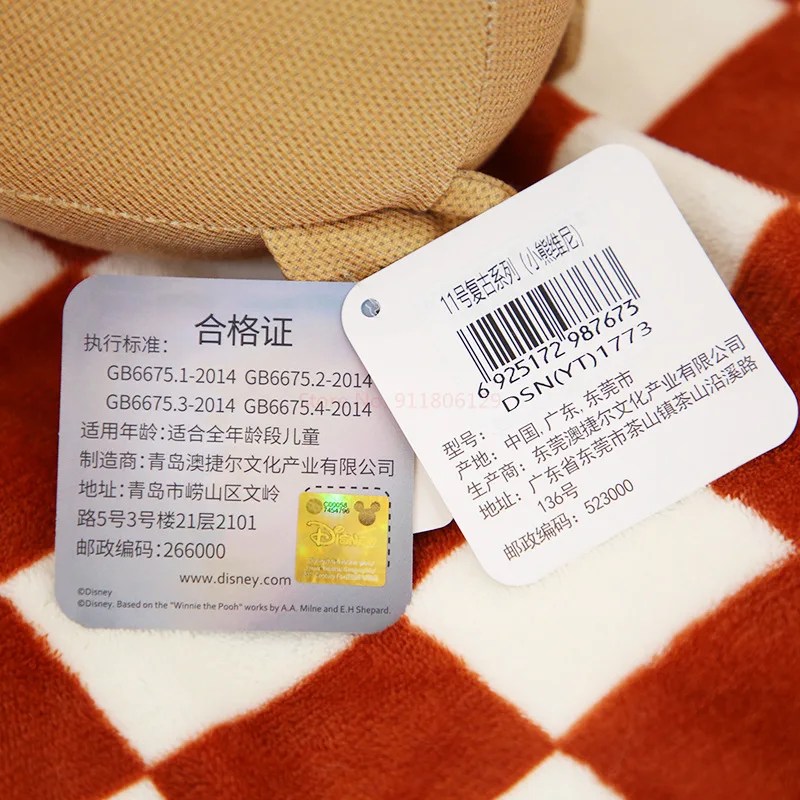 合格证
执行标准：
GB6675.1-2014 GB6675.2-2014
GB6675.3-2014 GB6675.4-2014
适用年龄：适合全年龄段儿童
制造商：青岛澳捷尔文化产业有限公司
地址：青岛市崂山区文岭
路5号3号楼21层2101
邮政编码：266000
www.disney.com
©Disney
©Disney. Based on the "Winnie the Pooh" works by A.A. Milne and E.H Shepard.
C00058
7454796
Disney
11号复古系列（小熊维尼）
6 925172 987673
DSN(YT)1773
型号：
产地：中国，广东，东莞市
生产商：东莞澳捷尔文化产业有限公司
地址：广东省东莞市茶山镇茶山沿溪路
136号
邮政编码：523000
Store No: 911806129